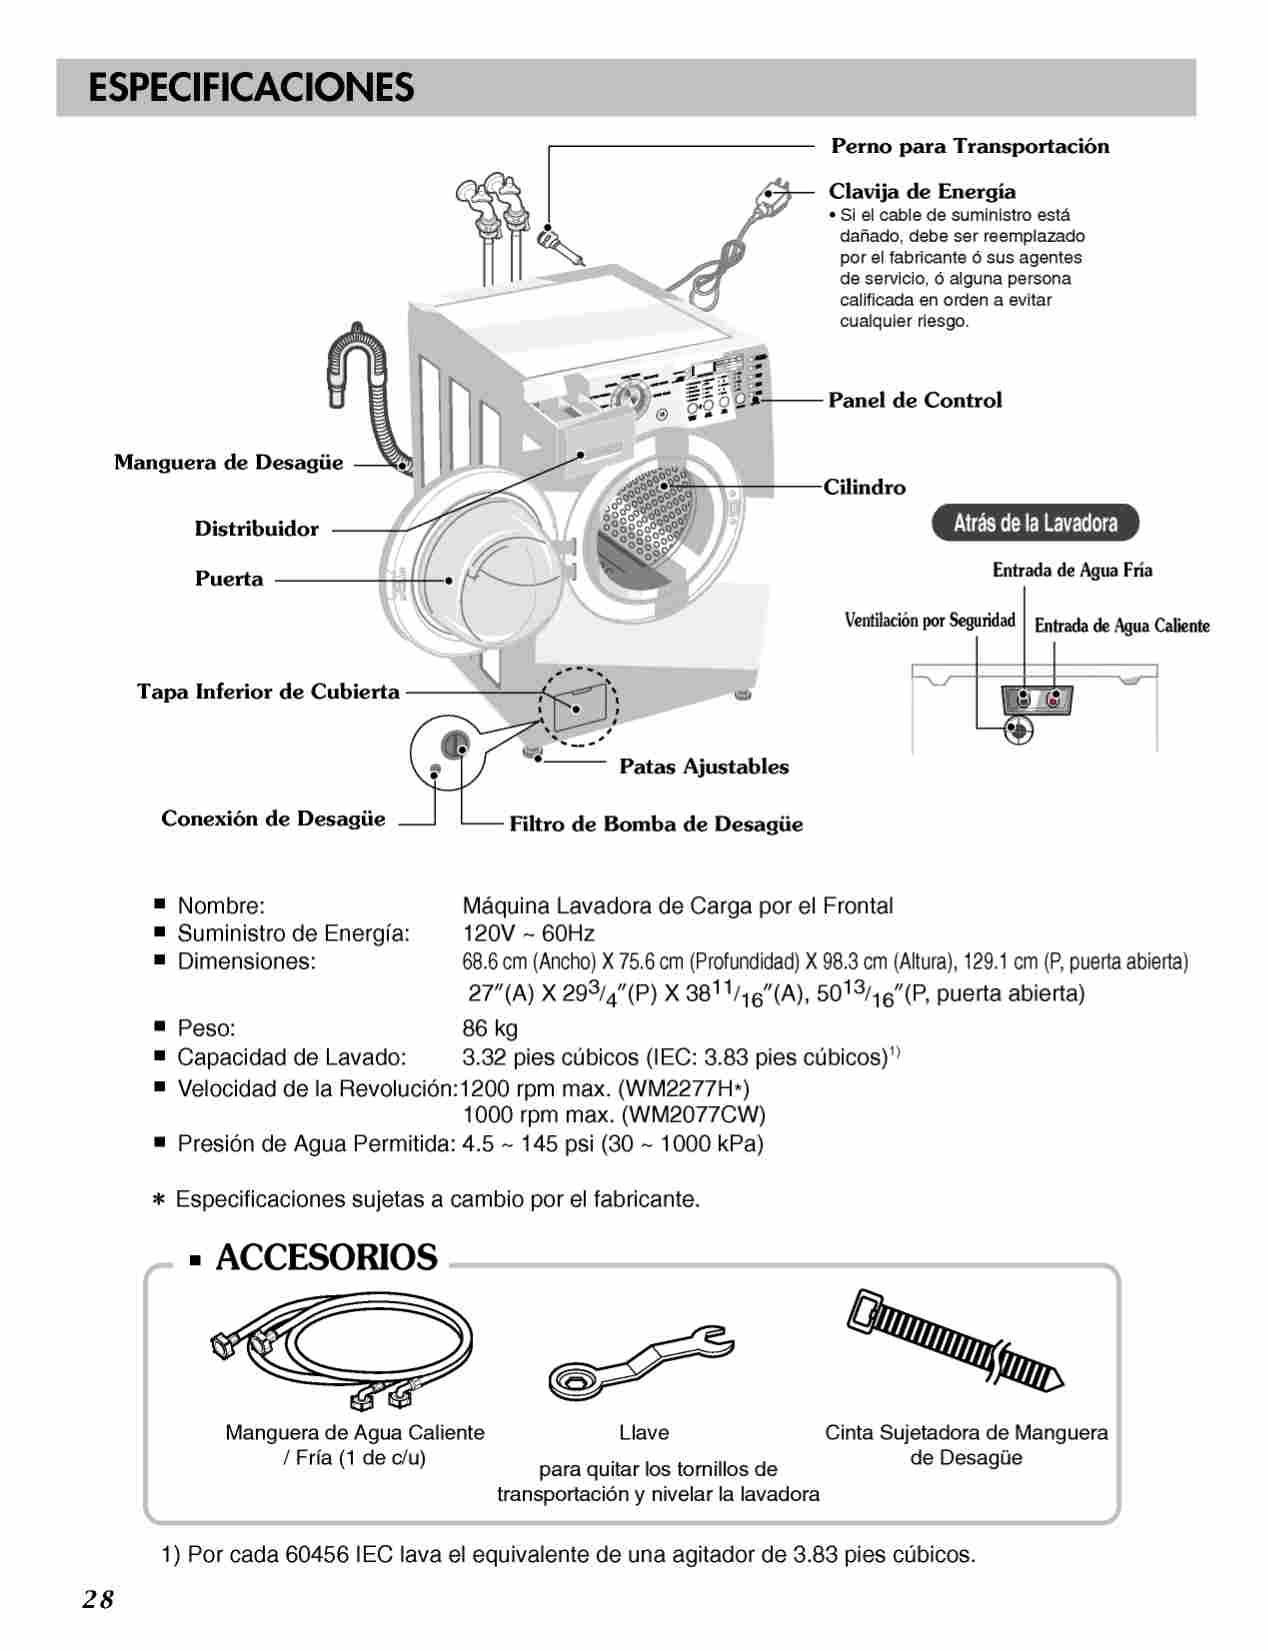 ESPECIFICACIONES
Perno para Transportación
Clavija de Energía
• Si el cable de suministro está
dañado, debe ser reemplazado
por el fabricante ó sus agentes
de servicio, ó alguna persona
calificada en orden a evitar
cualquier riesgo.
Panel de Control
Manguera de Desagüe
Cilindro
Distribuidor
Atrás de la Lavadora
Puerta
Entrada de Agua Fría
Ventilación por Seguridad
Entrada de Agua Caliente
Tapa Inferior de Cubierta
Patas Ajustables
Conexión de Desagüe
Filtro de Bomba de Desagüe
■ Nombre: Máquina Lavadora de Carga por el Frontal
■ Suministro de Energía: 120V ~ 60Hz
■ Dimensiones: 68.6 cm (Ancho) X 75.6 cm (Profundidad) X 98.3 cm (Altura), 129.1 cm (P, puerta abierta)
27″(A) X 29 3/4″(P) X 38 11/16″(A), 50 13/16″(P, puerta abierta)
■ Peso: 86 kg
■ Capacidad de Lavado: 3.32 pies cúbicos (IEC: 3.83 pies cúbicos)1)
■ Velocidad de la Revolución:1200 rpm max. (WM2277H*)
1000 rpm max. (WM2077CW)
■ Presión de Agua Permitida: 4.5 ~ 145 psi (30 ~ 1000 kPa)
* Especificaciones sujetas a cambio por el fabricante.
■ ACCESORIOS
Manguera de Agua Caliente
/ Fría (1 de c/u)
Llave
para quitar los tornillos de
transportación y nivelar la lavadora
Cinta Sujetadora de Manguera
de Desagüe
1) Por cada 60456 IEC lava el equivalente de una agitador de 3.83 pies cúbicos.
28